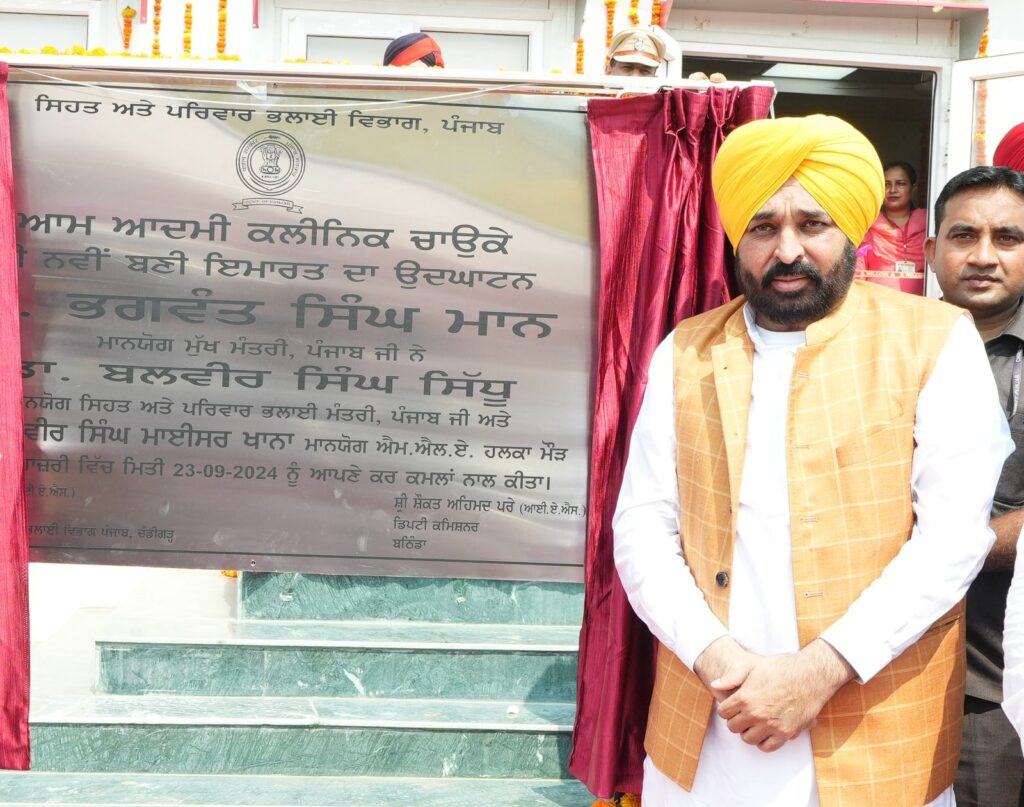 ਸਿਹਤ ਅਤੇ ਪਰਿਵਾਰ ਭਲਾਈ ਵਿਭਾਗ, ਪੰਜਾਬ
ਆਮ ਆਦਮੀ ਕਲੀਨਿਕ ਚਾਉਕੇ
ਨਵੀਂ ਬਣੀ ਇਮਾਰਤ ਦਾ ਉਦਘਾਟਨ
ਭਗਵੰਤ ਸਿੰਘ ਮਾਨ
ਮਾਨਯੋਗ ਮੁੱਖ ਮੰਤਰੀ, ਪੰਜਾਬ ਜੀ ਨੇ
ਬਲਵੀਰ ਸਿੰਘ ਸਿੱਧੂ
ਸਿਹਤ ਅਤੇ ਪਰਿਵਾਰ ਭਲਾਈ ਮੰਤਰੀ, ਪੰਜਾਬ ਜੀ ਅਤੇ
ਸਿੰਘ ਮਾਈਸਰ ਖਾਨਾ ਮਾਨਯੋਗ ਐਮ.ਐਲ.ਏ. ਹਲਕਾ ਮੌੜ
ਵਿੱਚ ਮਿਤੀ 23-09-2024 ਨੂੰ ਆਪਣੇ ਕਰ ਕਮਲਾਂ ਨਾਲ ਕੀਤਾ।
ਸ਼੍ਰੀ ਸ਼ੌਕਤ ਅਹਿਮਦ ਪਰੇ (ਆਈ.ਏ.ਐਸ.)
ਡਿਪਟੀ ਕਮਿਸ਼ਨਰ
ਬਠਿੰਡਾ
ਵਿਭਾਗ ਪੰਜਾਬ, ਚੰਡੀਗੜ੍ਹ